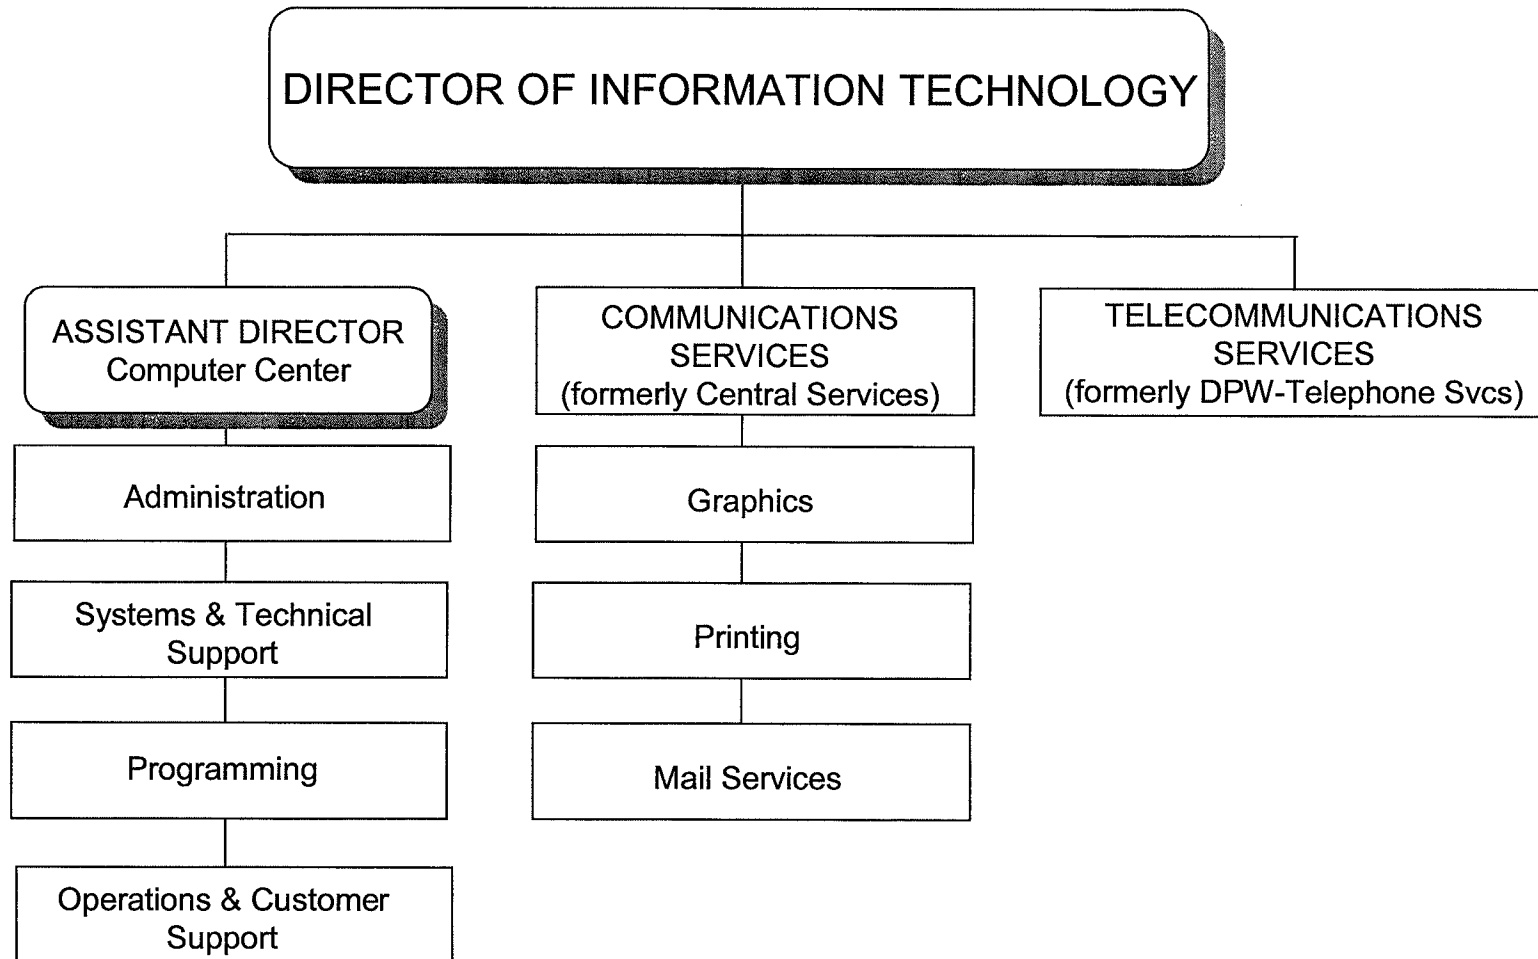 DIRECTOR OF INFORMATION TECHNOLOGY
ASSISTANT DIRECTOR
Computer Center
Administration
Systems & Technical
Support
Programming
Operations & Customer
Support
COMMUNICATIONS
SERVICES
(formerly Central Services)
Graphics
Printing
Mail Services
TELECOMMUNICATIONS
SERVICES
(formerly DPW-Telephone Svcs)